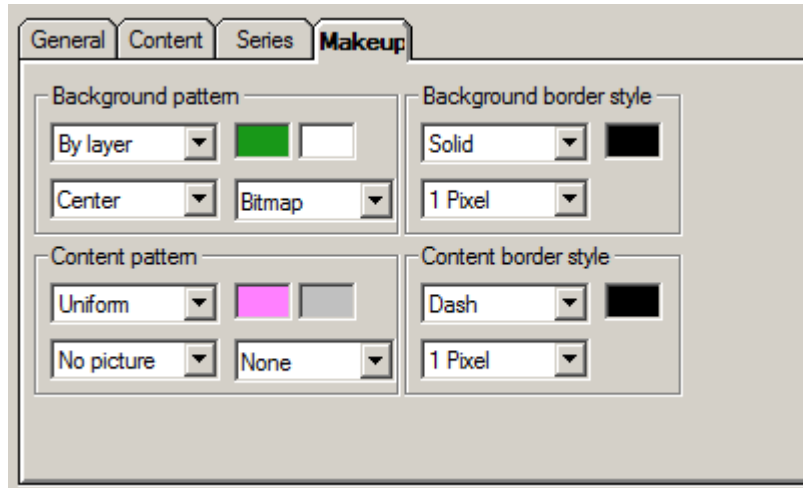 General Content Series Makeup
Background pattern
By layer
Center Bitmap
Background border style
Solid
1 Pixel
Content pattern
Uniform
No picture None
Content border style
Dash
1 Pixel